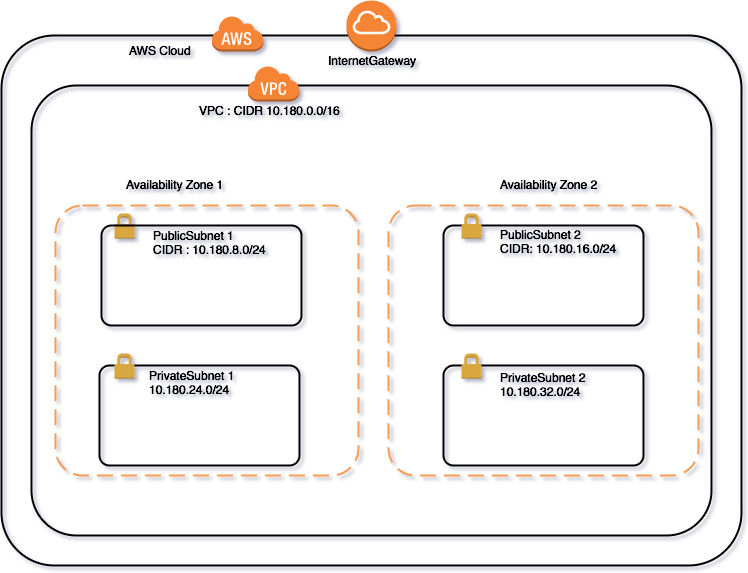 AWS
AWS Cloud
InternetGateway
VPC
VPC : CIDR 10.180.0.0/16
Availability Zone 1
Availability Zone 2
PublicSubnet 1
CIDR : 10.180.8.0/24
PublicSubnet 2
CIDR: 10.180.16.0/24
PrivateSubnet 1
10.180.24.0/24
PrivateSubnet 2
10.180.32.0/24